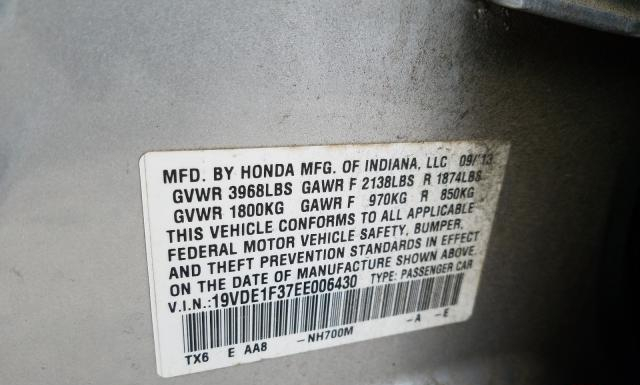 MFD. BY HONDA MFG. OF INDIANA, LLC 09/'13
GVWR 3968LBS GAWR F 2138LBS R 1874LBS
GVWR 1800KG GAWR F 970KG R 850KG
THIS VEHICLE CONFORMS TO ALL APPLICABLE
FEDERAL MOTOR VEHICLE SAFETY, BUMPER,
AND THEFT PREVENTION STANDARDS IN EFFECT
ON THE DATE OF MANUFACTURE SHOWN ABOVE.
V.I.N.:19VDE1F37EE006430 TYPE: PASSENGER CAR
TX6 E AA8 -NH700M -A -E